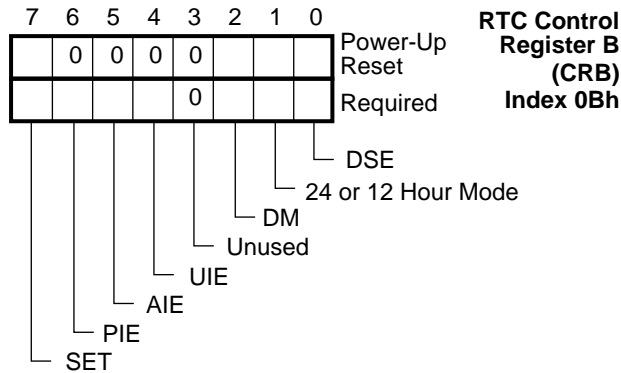 7 6 5 4 3 2 1 0
RTC Control
Register B
(CRB)
Index 0Bh
0 0 0 0
Power-Up
Reset
0
Required
DSE
24 or 12 Hour Mode
DM
Unused
UIE
AIE
PIE
SET